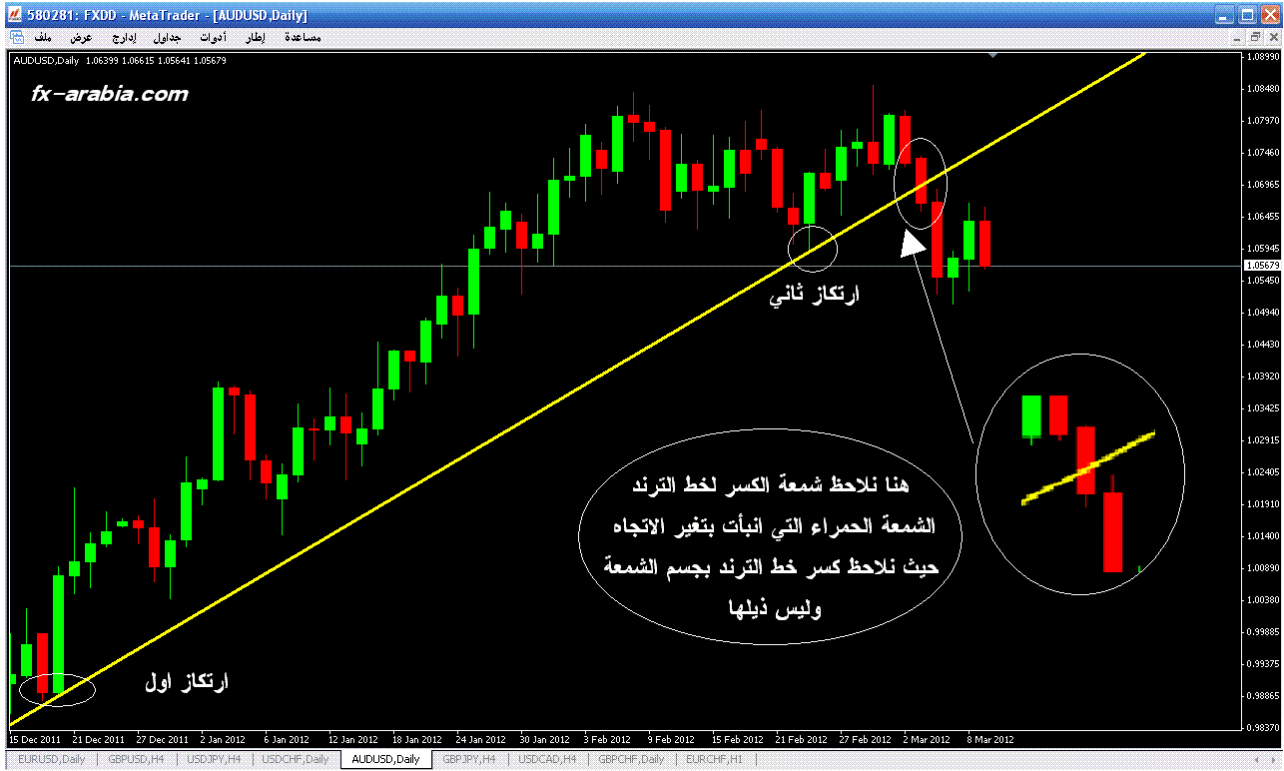 580281: FXDD - MetaTrader - [AUDUSD,Daily]
ملف عرض إدارج جداول أدوات إطار مساعدة
AUDUSD,Daily 1.06399 1.06615 1.05641 1.05679
fx-arabia.com
ارتكاز ثاني
هنا نلاحظ شمعة الكسر لخط الترند
الشمعة الحمراء التي انبأت بتغير الاتجاه
حيث نلاحظ كسر خط الترند بجسم الشمعة
وليس ذيلها
ارتكاز اول
1.08990
1.08480
1.07970
1.07460
1.06965
1.06455
1.05945
1.05679
1.05450
1.04940
1.04430
1.03920
1.03425
1.02915
1.02405
1.01910
1.01400
1.00890
1.00380
0.99885
0.99375
0.98865
0.98370
15 Dec 2011 21 Dec 2011 27 Dec 2011 2 Jan 2012 6 Jan 2012 12 Jan 2012 18 Jan 2012 24 Jan 2012 30 Jan 2012 3 Feb 2012 9 Feb 2012 15 Feb 2012 21 Feb 2012 27 Feb 2012 2 Mar 2012 8 Mar 2012
EURUSD,Daily GBPUSD,H4 USDJPY,H4 USDCHF,Daily AUDUSD,Daily GBPJPY,H4 USDCAD,H4 GBPCHF,Daily EURCHF,H1